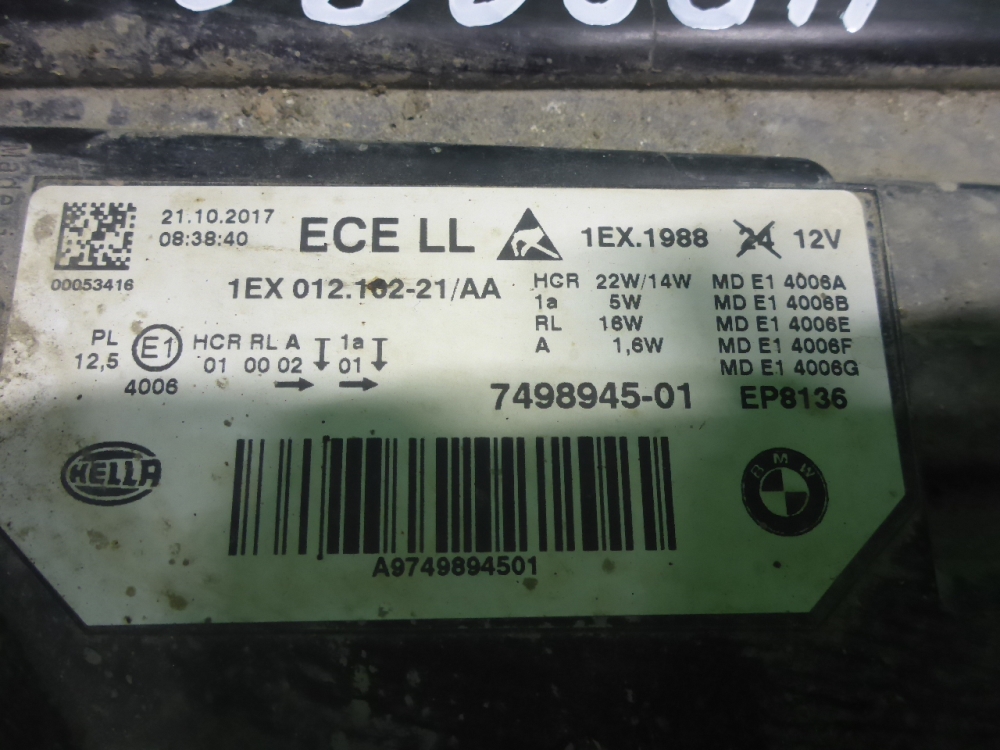 21.10.2017
08:38:40
ECE LL
1EX.1988 24 12V
00053416
1EX 012.102-21/AA
HCR 22W/14W MD E1 4006A
1a 5W MD E1 4006B
RL 16W MD E1 4006E
A 1,6W MD E1 4006F
MD E1 4006G
PL
12,5
E1
4006
HCR RL A 1a
01 00 02 01
7498945-01 EP8136
HELLA
BMW
A9749894501